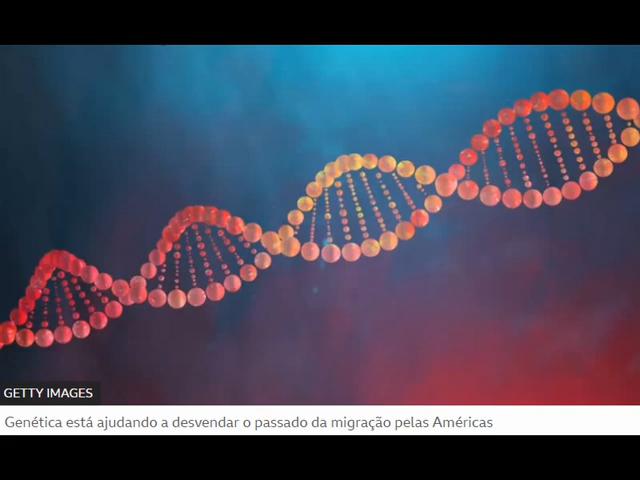 GETTY IMAGES
Genética está ajudando a desvendar o passado da migração pelas Américas